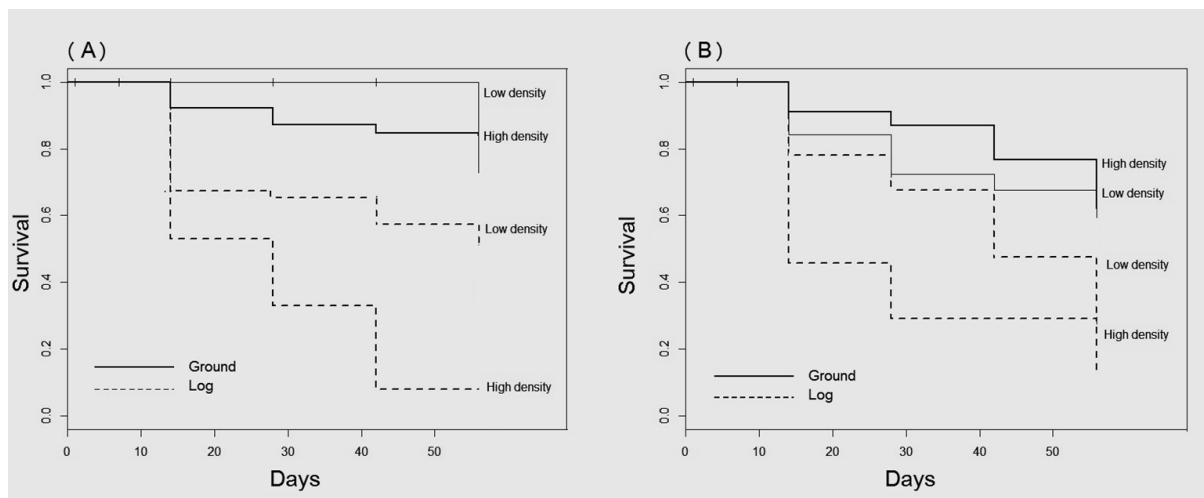 ( A )
1.0
0.8
0.6
0.4
0.2
0.0
Survival
Low density
High density
Low density
High density
Ground
Log
0 10 20 30 40 50
Days
( B )
1.0
0.8
0.6
0.4
0.2
0.0
Survival
High density
Low density
Low density
High density
Ground
Log
0 10 20 30 40 50
Days